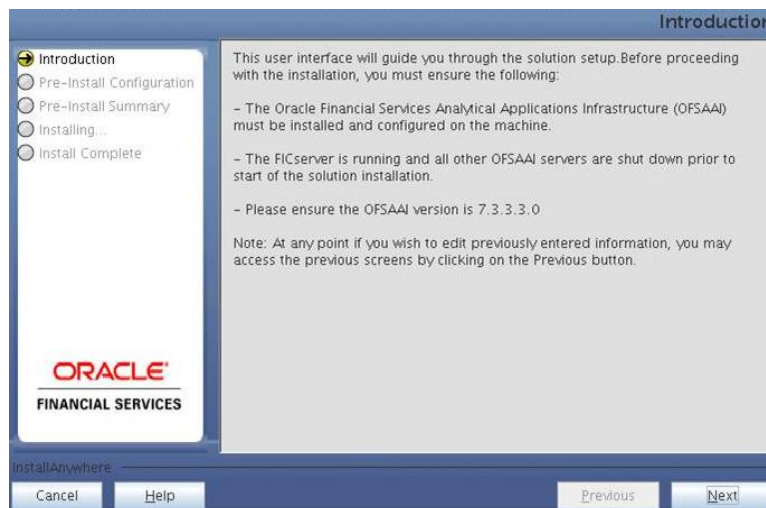 Introduction
Introduction
Pre-Install Configuration
Pre-Install Summary
Installing...
Install Complete
ORACLE
FINANCIAL SERVICES
This user interface will guide you through the solution setup.Before proceeding
with the installation, you must ensure the following:
- The Oracle Financial Services Analytical Applications Infrastructure (OFSAAI)
must be installed and configured on the machine.
- The FICserver is running and all other OFSAAI servers are shut down prior to
start of the solution installation.
- Please ensure the OFSAAI version is 7.3.3.3.0
Note: At any point if you wish to edit previously entered information, you may
access the previous screens by clicking on the Previous button.
InstallAnywhere
Cancel
Help
Previous
Next